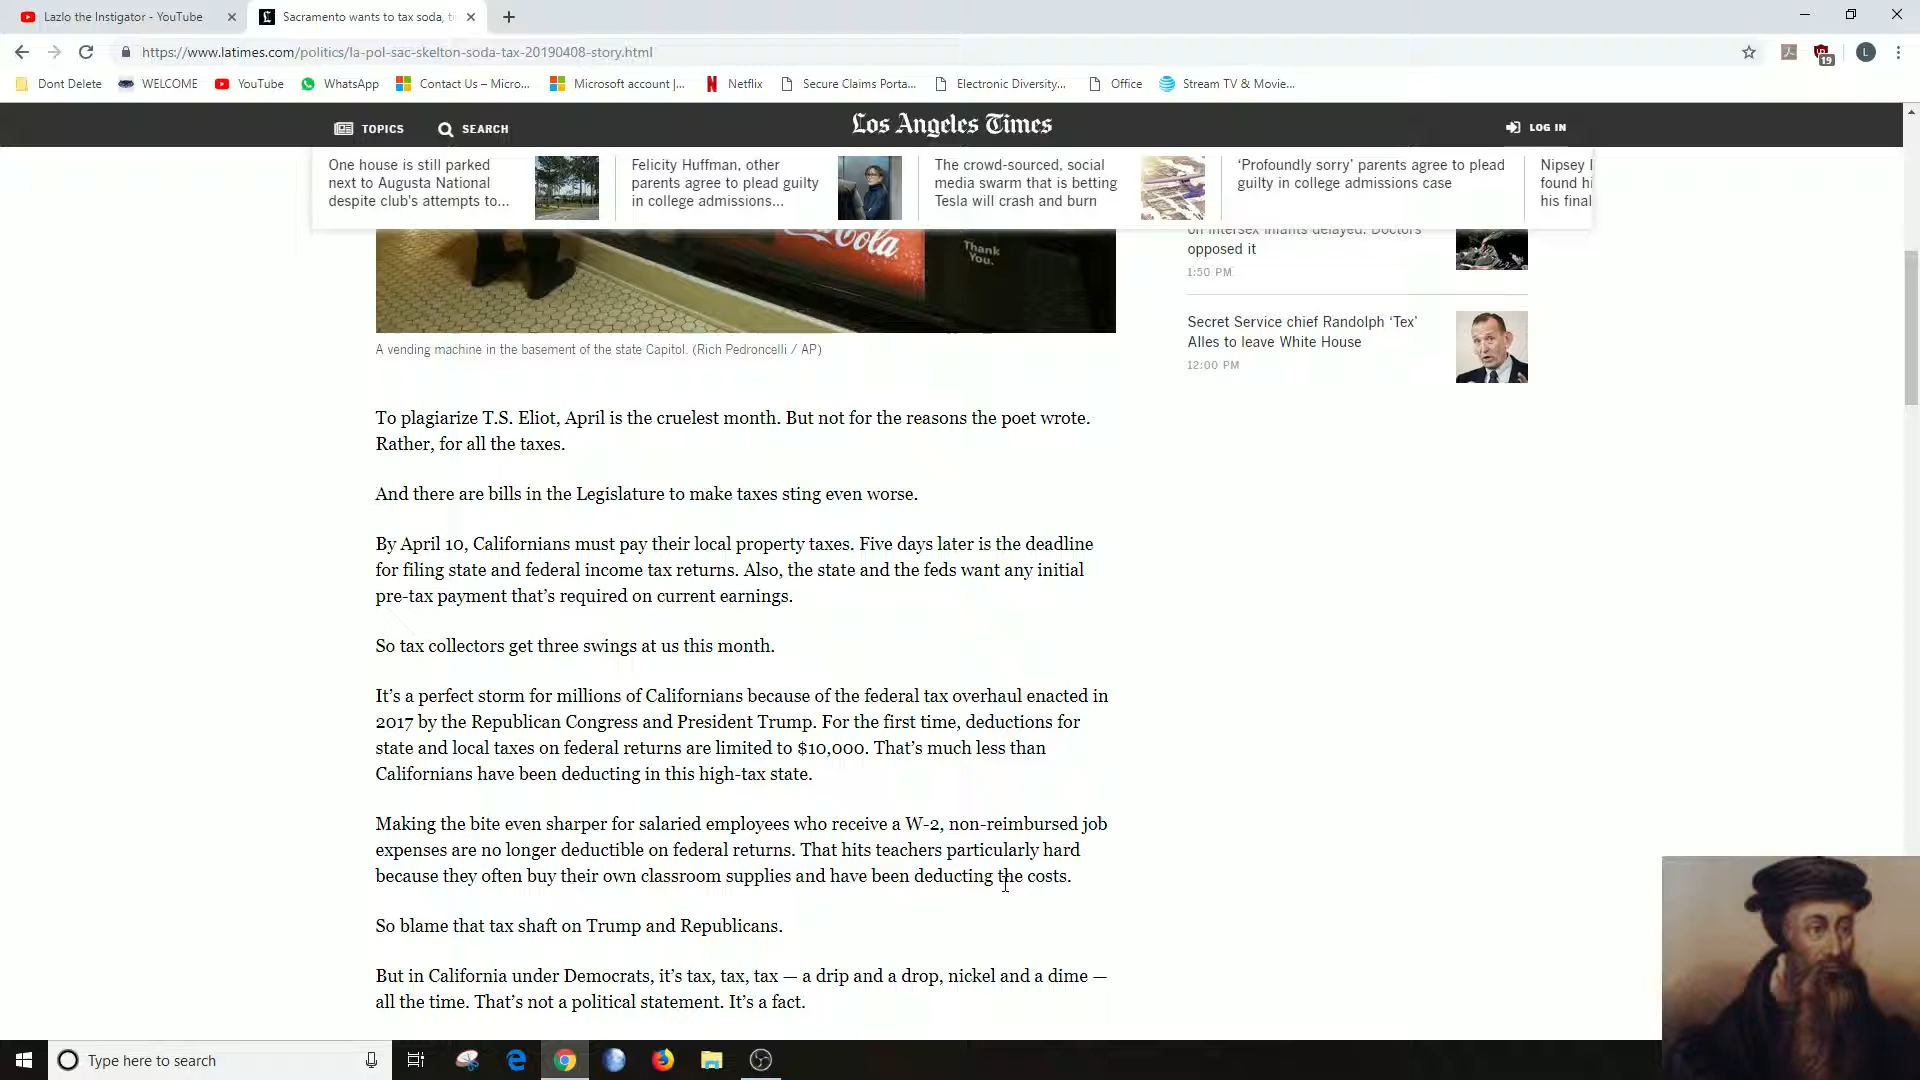 Lazlo the Instigator - YouTube
Sacramento wants to tax soda, ti
https://www.latimes.com/politics/la-pol-sac-skelton-soda-tax-20190408-story.html
19
L
Dont Delete
WELCOME
YouTube
WhatsApp
Contact Us – Micro...
Microsoft account |...
Netflix
Secure Claims Porta...
Electronic Diversity...
Office
Stream TV & Movie...
TOPICS
SEARCH
Los Angeles Times
LOG IN
One house is still parked
next to Augusta National
despite club's attempts to...
Felicity Huffman, other
parents agree to plead guilty
in college admissions...
The crowd-sourced, social
media swarm that is betting
Tesla will crash and burn
‘Profoundly sorry’ parents agree to plead
guilty in college admissions case
Nipsey
found hi
his final
Coca-Cola
Thank
You.
on intersex infants delayed. Doctors
opposed it
1:50 PM
Secret Service chief Randolph ‘Tex’
Alles to leave White House
12:00 PM
A vending machine in the basement of the state Capitol. (Rich Pedroncelli / AP)
To plagiarize T.S. Eliot, April is the cruelest month. But not for the reasons the poet wrote.
Rather, for all the taxes.
And there are bills in the Legislature to make taxes sting even worse.
By April 10, Californians must pay their local property taxes. Five days later is the deadline
for filing state and federal income tax returns. Also, the state and the feds want any initial
pre-tax payment that’s required on current earnings.
So tax collectors get three swings at us this month.
It’s a perfect storm for millions of Californians because of the federal tax overhaul enacted in
2017 by the Republican Congress and President Trump. For the first time, deductions for
state and local taxes on federal returns are limited to $10,000. That’s much less than
Californians have been deducting in this high-tax state.
Making the bite even sharper for salaried employees who receive a W-2, non-reimbursed job
expenses are no longer deductible on federal returns. That hits teachers particularly hard
because they often buy their own classroom supplies and have been deducting the costs.
So blame that tax shaft on Trump and Republicans.
But in California under Democrats, it’s tax, tax, tax — a drip and a drop, nickel and a dime —
all the time. That’s not a political statement. It’s a fact.
Type here to search